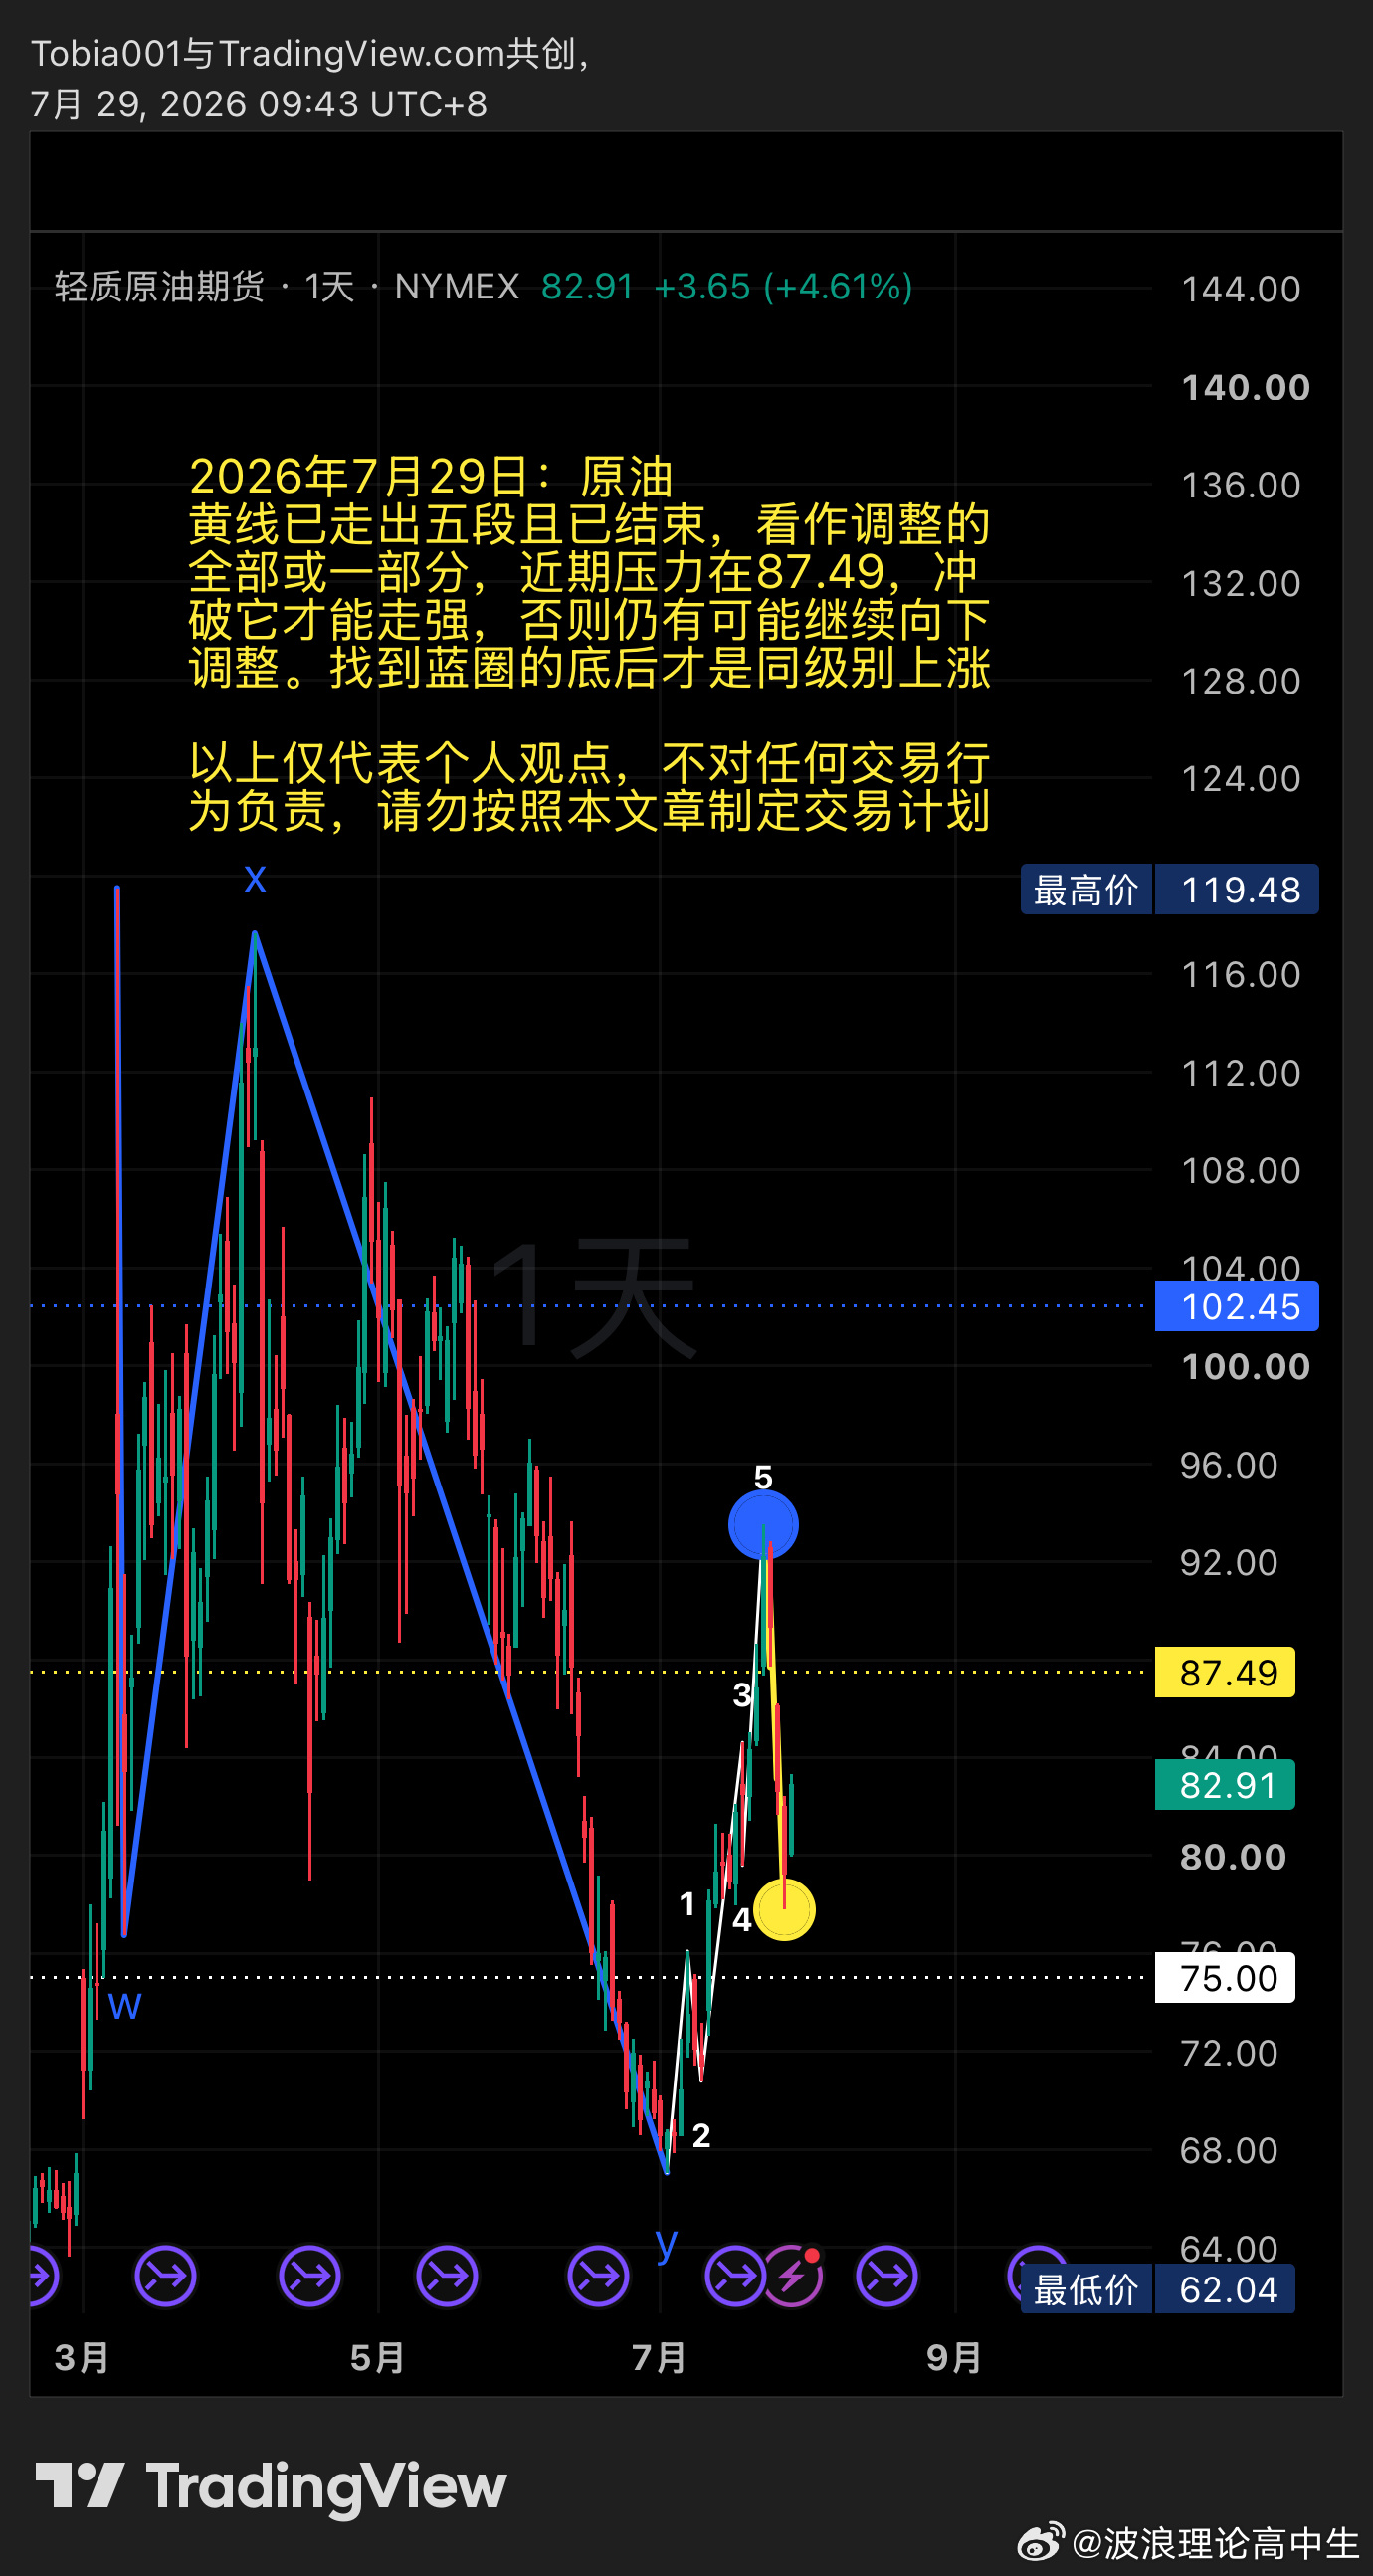 Tobia001与TradingView.com共创，
7月 29, 2026 09:43 UTC+8
轻质原油期货 · 1天 · NYMEX 82.91 +3.65 (+4.61%)
144.00
140.00
2026年7月29日：原油
黄线已走出五段且已结束，看作调整的
全部或一部分，近期压力在87.49，冲
破它才能走强，否则仍有可能继续向下
调整。找到蓝圈的底后才是同级别上涨
以上仅代表个人观点，不对任何交易行
为负责，请勿按照本文章制定交易计划
136.00
132.00
128.00
124.00
x
最高价 119.48
116.00
112.00
108.00
1天
104.00
102.45
100.00
5
96.00
92.00
87.49
3
84.00
82.91
80.00
1
4
76.00
75.00
w
72.00
2
68.00
y
64.00
最低价 62.04
3月 5月 7月 9月
TradingView
@波浪理论高中生